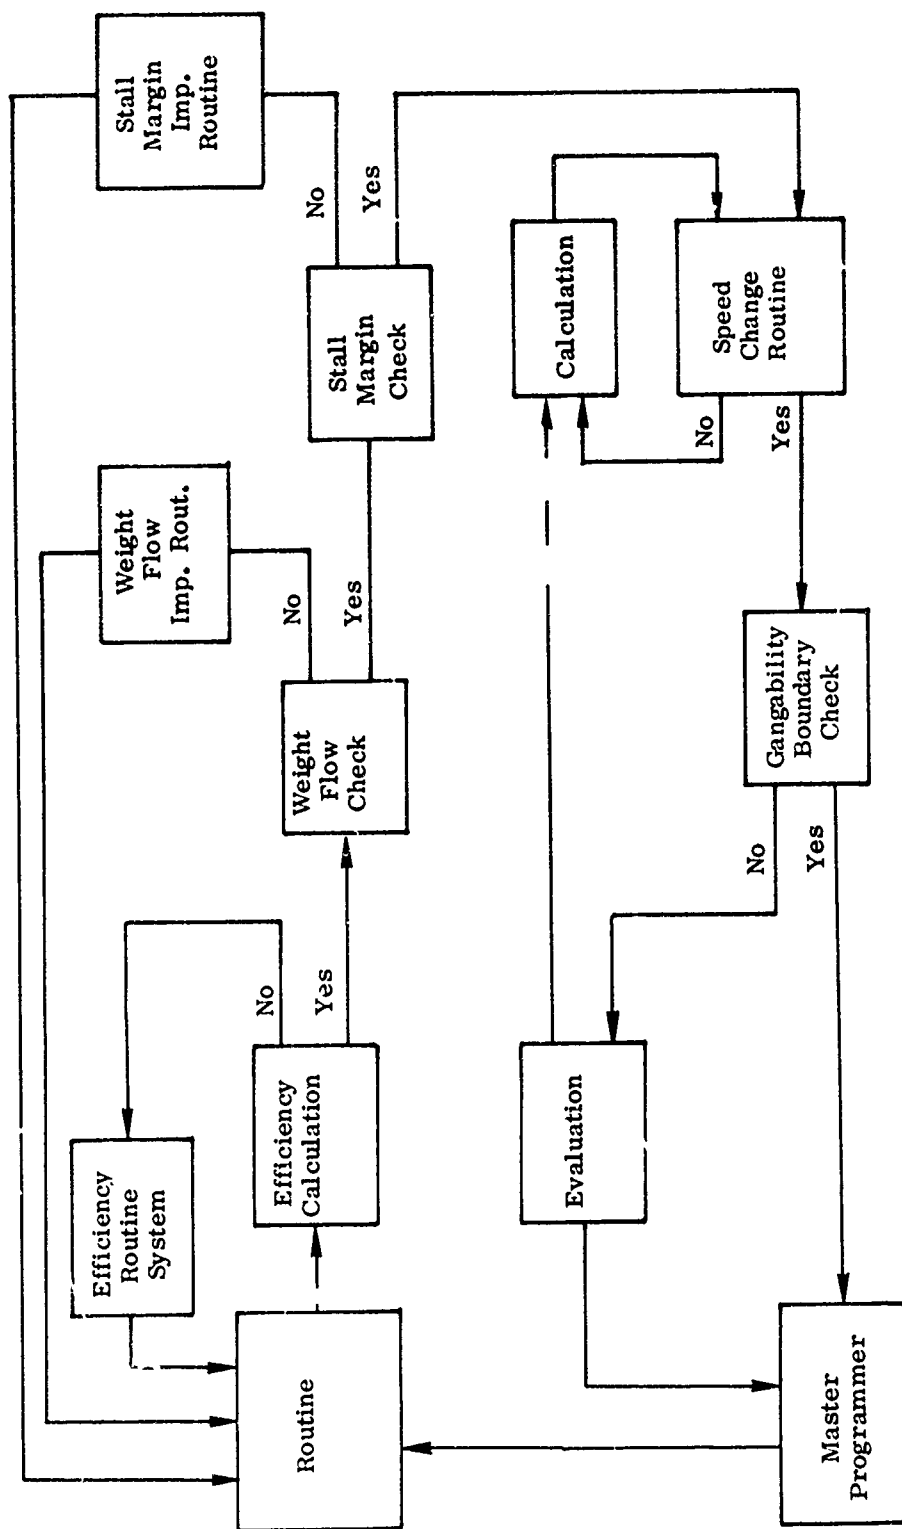 Stall
Margin
Imp.
Routine
No
Yes
Stall
Margin
Check
Calculation
Speed
Change
Routine
No
Yes
Weight
Flow
Imp. Rout.
No
Yes
Weight
Flow
Check
Gangability
Boundary
Check
No
Yes
Efficiency
Routine
System
No
Yes
Efficiency
Calculation
Evaluation
Routine
Master
Programmer